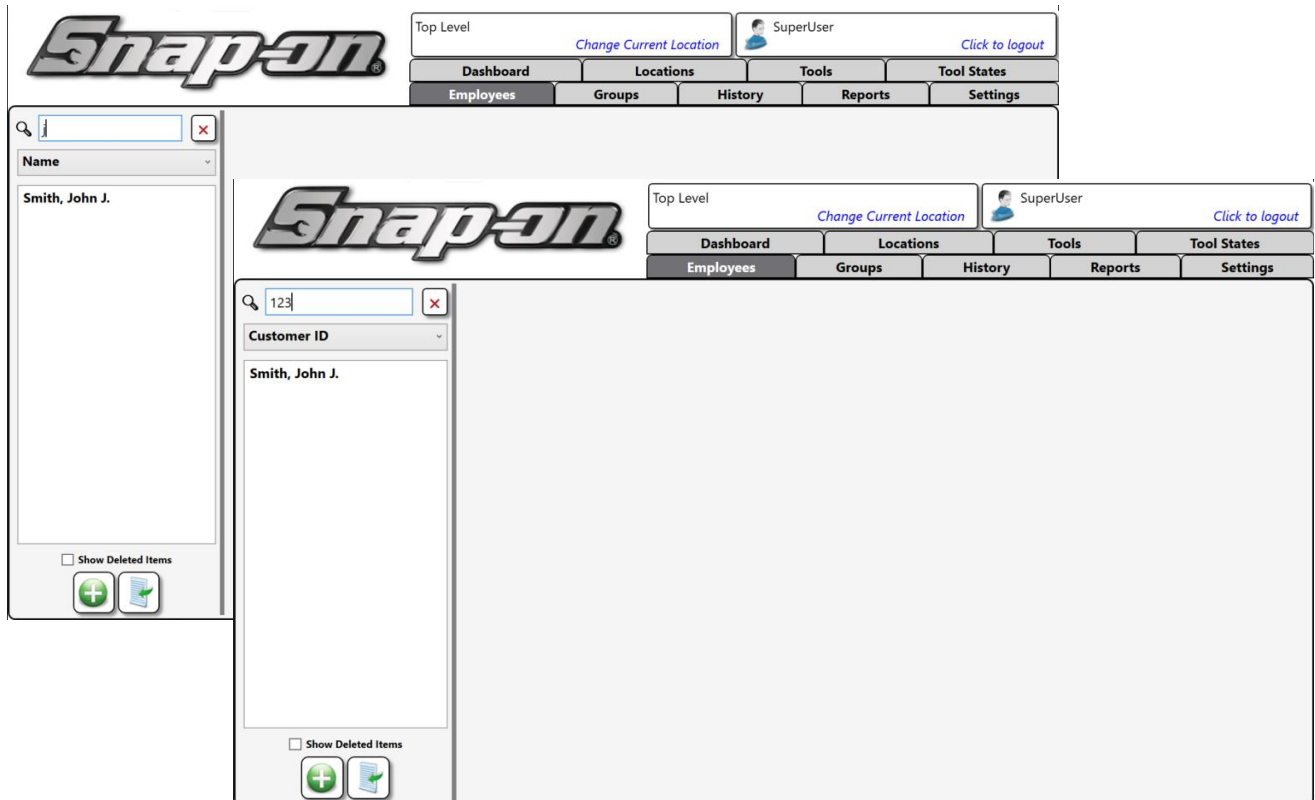 Snap-on®
Top Level
Change Current Location
SuperUser
Click to logout
Dashboard Locations Tools Tool States
Employees Groups History Reports Settings
j
Name
Smith, John J.
Show Deleted Items
Snap-on®
Top Level
Change Current Location
SuperUser
Click to logout
Dashboard Locations Tools Tool States
Employees Groups History Reports Settings
123
Customer ID
Smith, John J.
Show Deleted Items